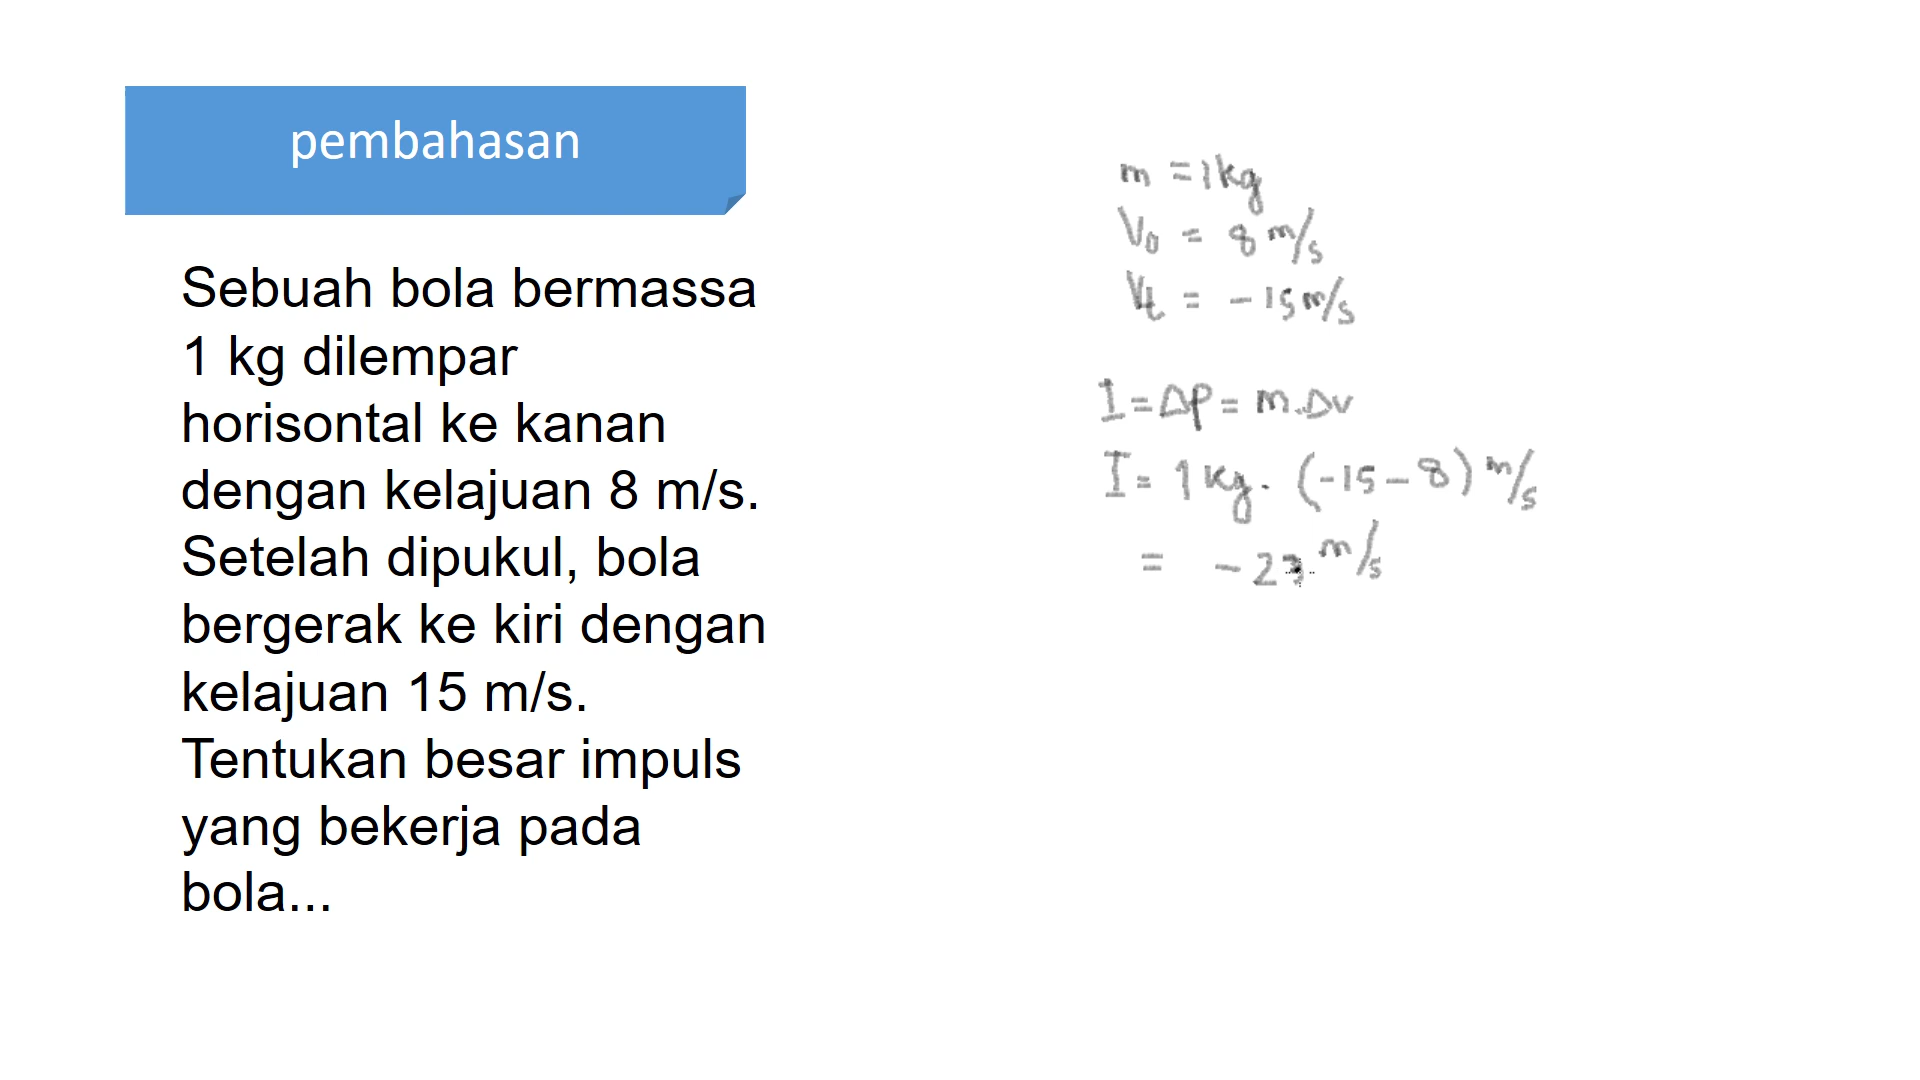 pembahasan
Sebuah bola bermassa
1 kg dilempar
horisontal ke kanan
dengan kelajuan 8 m/s.
Setelah dipukul, bola
bergerak ke kiri dengan
kelajuan 15 m/s.
Tentukan besar impuls
yang bekerja pada
bola...
m = 1kg
V₀ = 8 m/s
Vt = -15 m/s
I = Δp = m.Δv
I = 1 kg. (-15 - 8) m/s
= -23 m/s